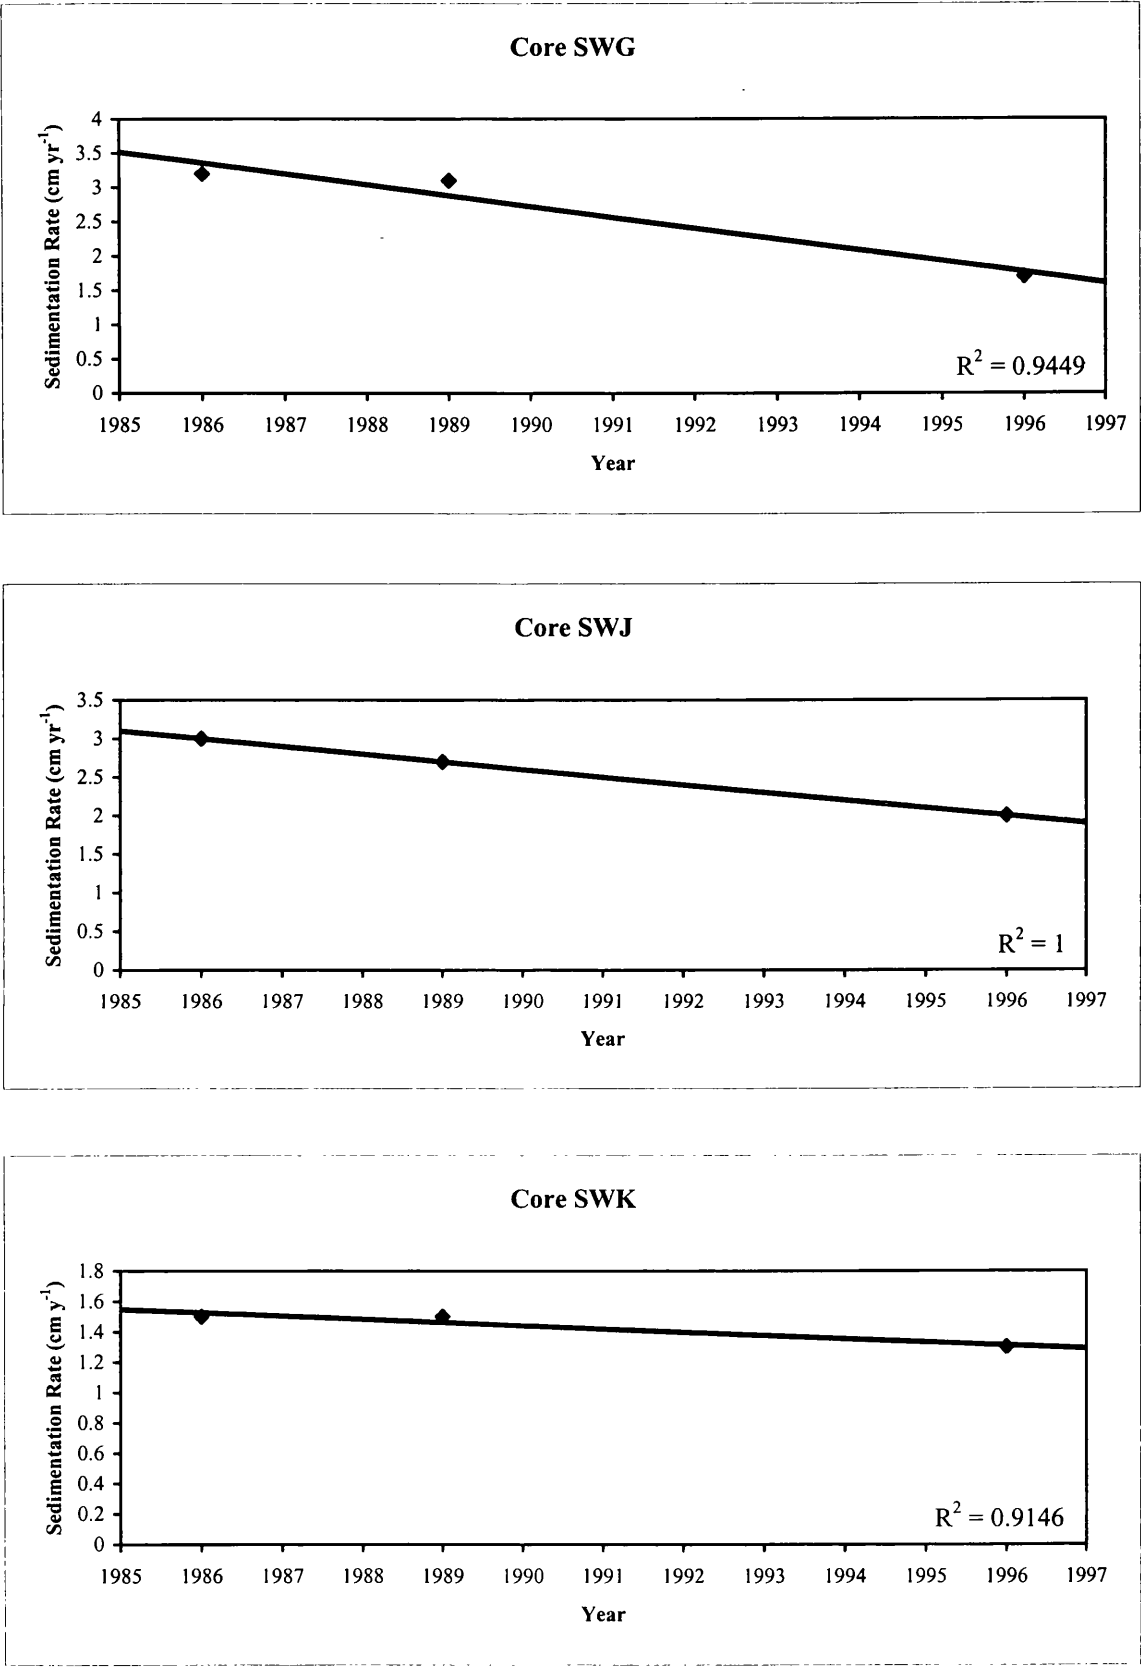 Core SWG
Sedimentation Rate (cm yr⁻¹)
4
3.5
3
2.5
2
1.5
1
0.5
0
R² = 0.9449
1985 1986 1987 1988 1989 1990 1991 1992 1993 1994 1995 1996 1997
Year
Core SWJ
Sedimentation Rate (cm yr⁻¹)
3.5
3
2.5
2
1.5
1
0.5
0
R² = 1
1985 1986 1987 1988 1989 1990 1991 1992 1993 1994 1995 1996 1997
Year
Core SWK
Sedimentation Rate (cm y⁻¹)
1.8
1.6
1.4
1.2
1
0.8
0.6
0.4
0.2
0
R² = 0.9146
1985 1986 1987 1988 1989 1990 1991 1992 1993 1994 1995 1996 1997
Year